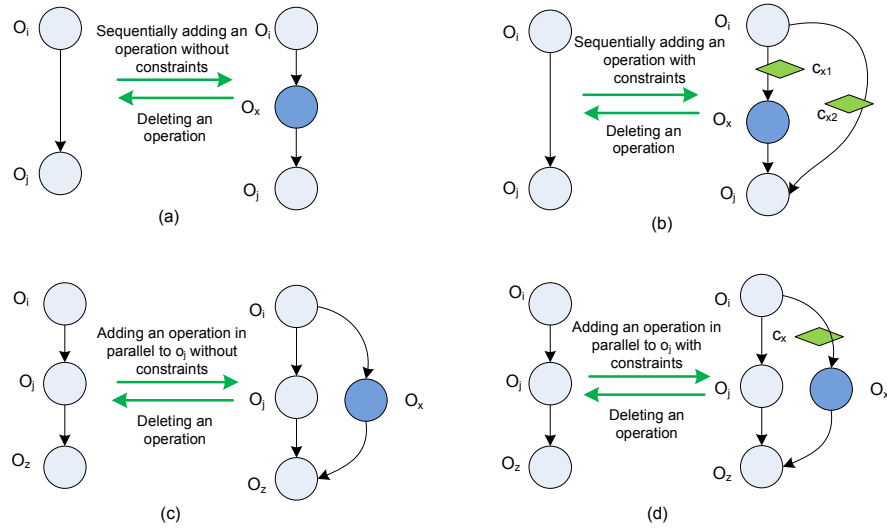 Oi
Sequentially adding an
operation without
constraints
Deleting an
operation
Oj
Oi
Ox
Oj
(a)
Oi
Sequentially adding an
operation with
constraints
Deleting an
operation
Oj
Oi
cx1
cx2
Ox
Oj
(b)
Oi
Oj
Oz
Adding an operation in
parallel to oj without
constraints
Deleting an
operation
Oi
Oj
Ox
Oz
(c)
Oi
Oj
Oz
Adding an operation in
parallel to oj with
constraints
Deleting an
operation
Oi
cx
Oj
Ox
Oz
(d)